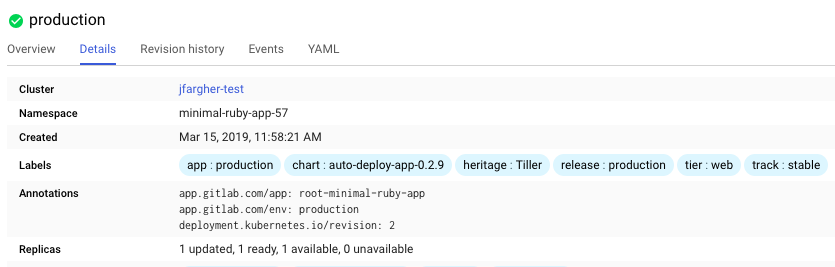 production
Overview Details Revision history Events YAML
Cluster jfargher-test
Namespace minimal-ruby-app-57
Created Mar 15, 2019, 11:58:21 AM
Labels app : production chart : auto-deploy-app-0.2.9 heritage : Tiller release : production tier : web track : stable
Annotations app.gitlab.com/app: root-minimal-ruby-app
app.gitlab.com/env: production
deployment.kubernetes.io/revision: 2
Replicas 1 updated, 1 ready, 1 available, 0 unavailable